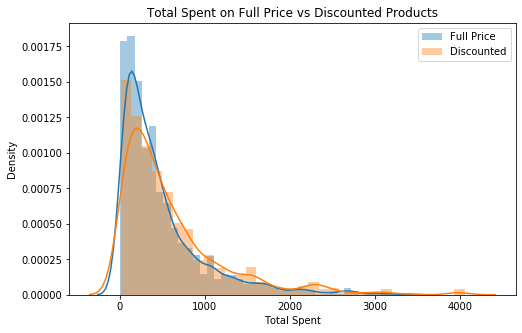 Total Spent on Full Price vs Discounted Products
Full Price
Discounted
0.00175
0.00150
0.00125
0.00100
0.00075
0.00050
0.00025
0.00000
Density
0 1000 2000 3000 4000
Total Spent